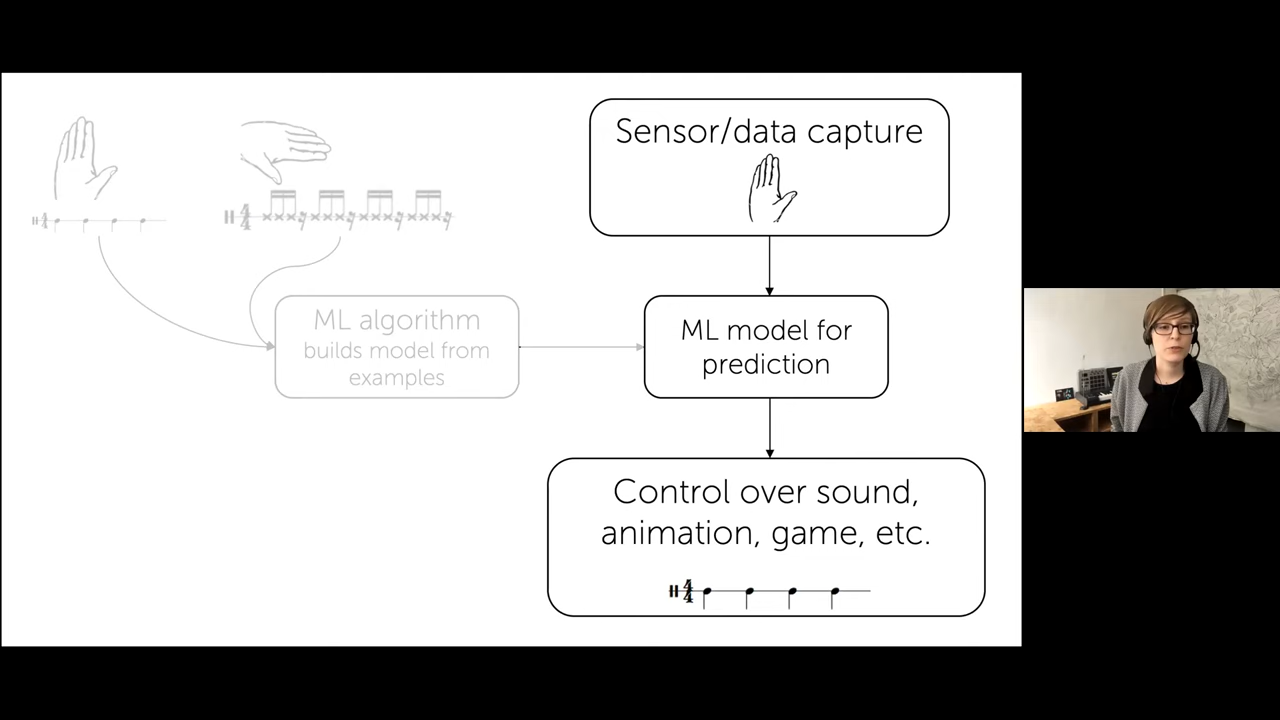 Sensor/data capture
ML algorithm
builds model from
examples
ML model for
prediction
Control over sound,
animation, game, etc.